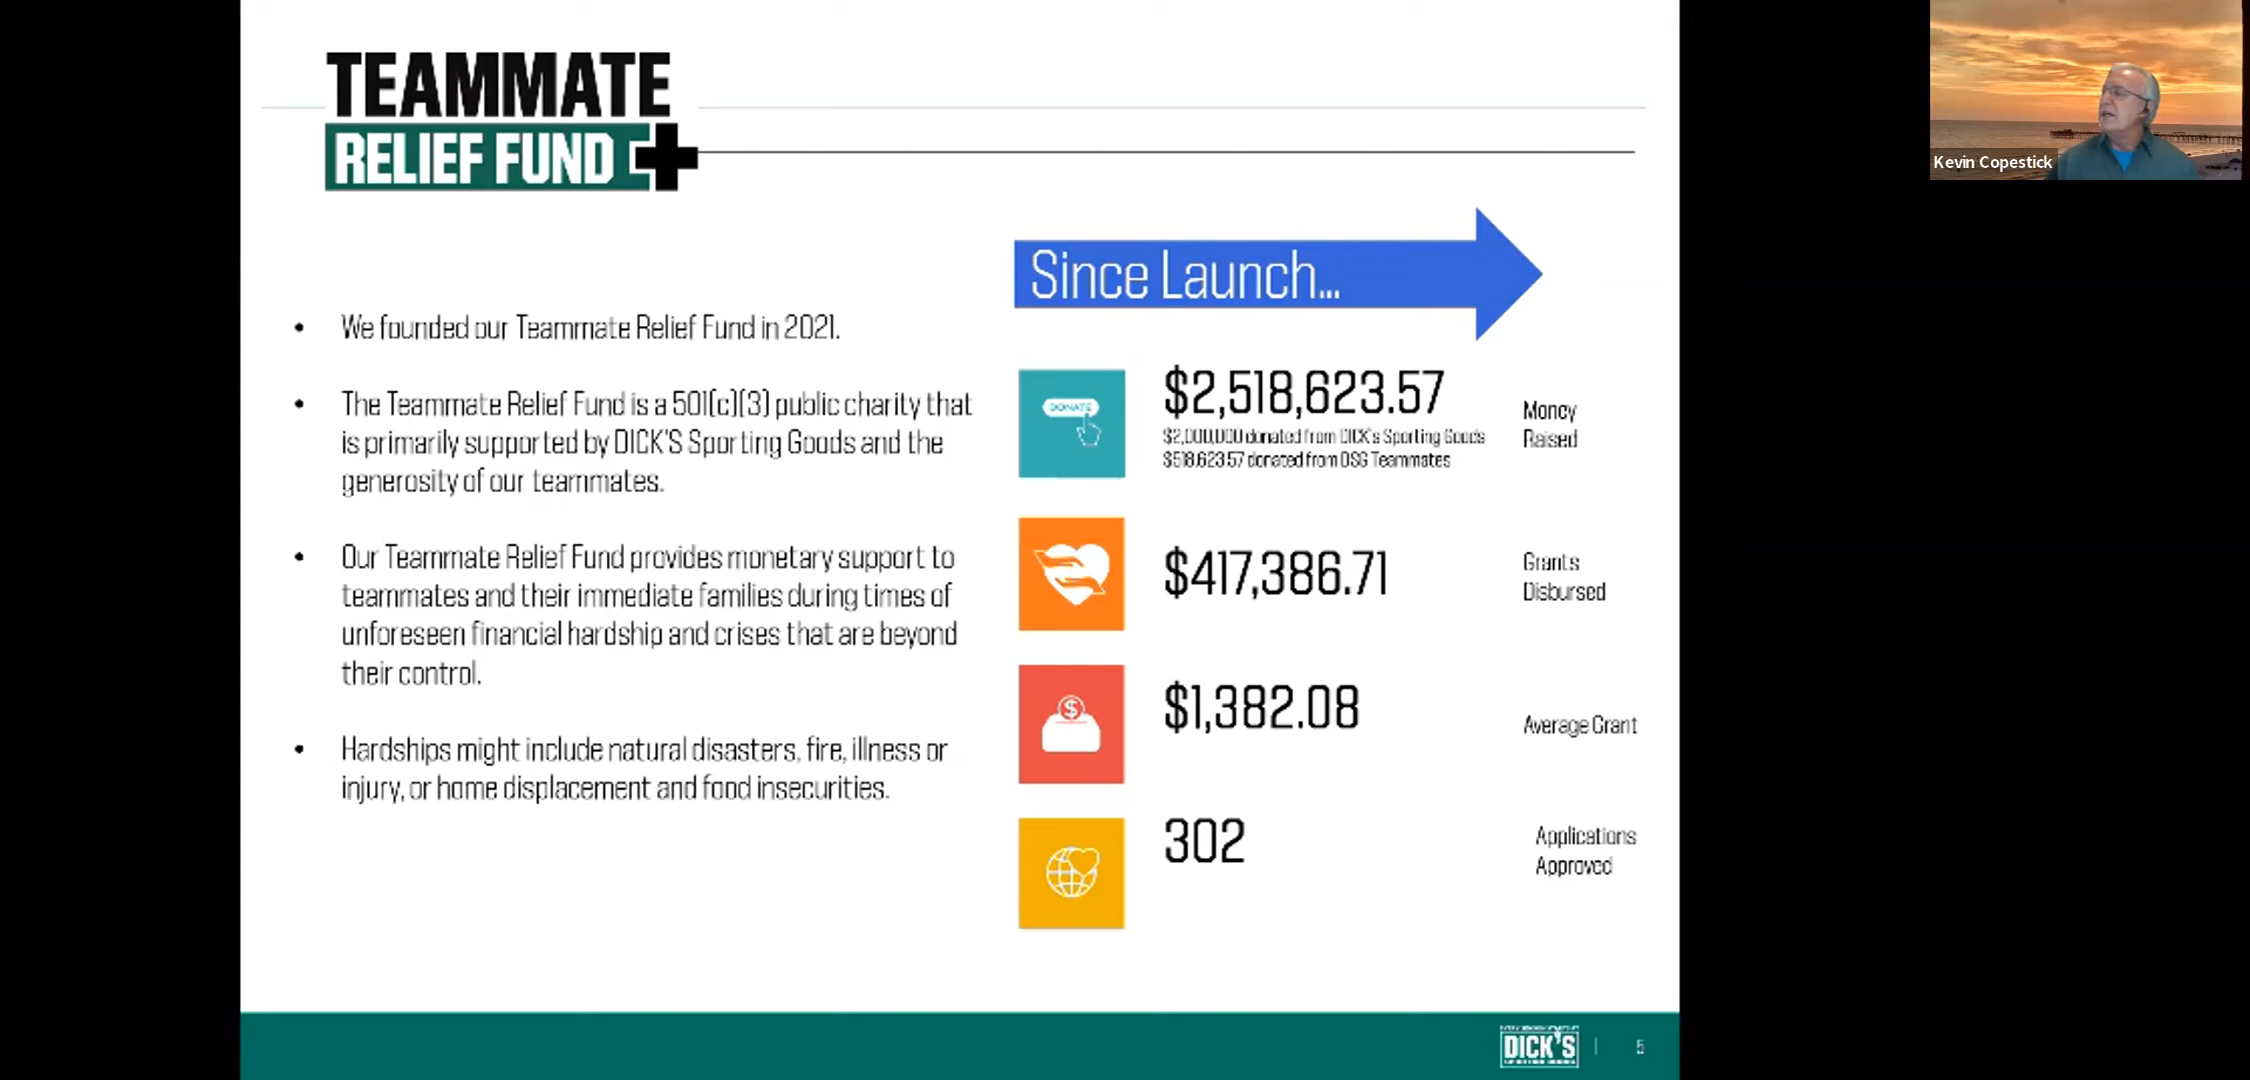 TEAMMATE
RELIEF FUND
Since Launch...
• We founded our Teammate Relief Fund in 2021.
• The Teammate Relief Fund is a 501(c)(3) public charity that
is primarily supported by DICK'S Sporting Goods and the
generosity of our teammates.
• Our Teammate Relief Fund provides monetary support to
teammates and their immediate families during times of
unforeseen financial hardship and crises that are beyond
their control.
• Hardships might include natural disasters, fire, illness or
injury, or home displacement and food insecurities.
DONATE
$2,518,623.57
$2,000,000 donated from DICK's Sporting Goods
$518,623.57 donated from DSG Teammates
Money
Raised
$417,386.71
Grants
Disbursed
$
$1,382.08
Average Grant
302
Applications
Approved
DICK'S
5
Kevin Copestick